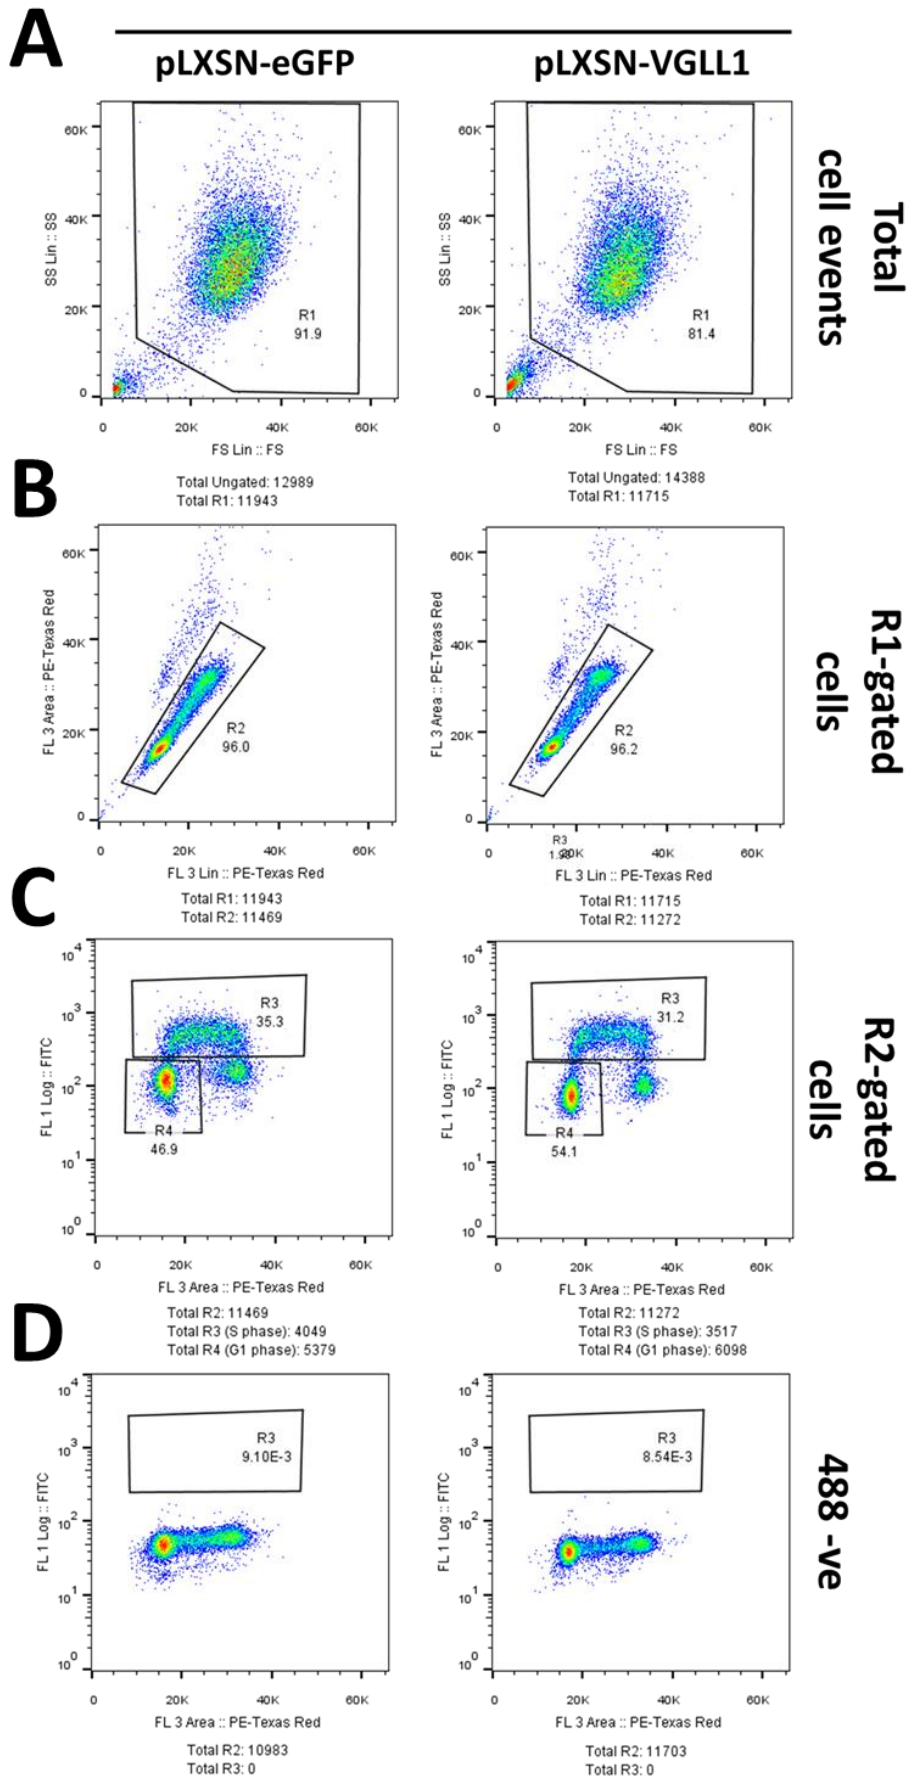 A
pLXSN-eGFP
pLXSN-VGLL1
60K
40K
20K
0
SS Lin :: SS
R1
91.9
0
20K
40K
60K
FS Lin :: FS
Total Ungated: 12989
Total R1: 11943
60K
40K
20K
0
SS Lin :: SS
R1
81.4
0
20K
40K
60K
FS Lin :: FS
Total Ungated: 14388
Total R1: 11715
Total
cell events
B
60K
40K
20K
0
FL 3 Area :: PE-Texas Red
R2
96.0
0
20K
40K
60K
FL 3 Lin :: PE-Texas Red
Total R1: 11943
Total R2: 11469
60K
40K
20K
0
FL 3 Area :: PE-Texas Red
R2
96.2
R3
0
20K
40K
60K
FL 3 Lin :: PE-Texas Red
Total R1: 11715
Total R2: 11272
R1-gated
cells
C
10^4
10^3
10^2
10^1
10^0
FL 1 Log :: FITC
R3
35.3
R4
46.9
0
20K
40K
60K
FL 3 Area :: PE-Texas Red
Total R2: 11469
Total R3 (S phase): 4049
Total R4 (G1 phase): 5379
10^4
10^3
10^2
10^1
10^0
FL 1 Log :: FITC
R3
31.2
R4
54.1
0
20K
40K
60K
FL 3 Area :: PE-Texas Red
Total R2: 11272
Total R3 (S phase): 3517
Total R4 (G1 phase): 6098
R2-gated
cells
D
10^4
10^3
10^2
10^1
10^0
FL 1 Log :: FITC
R3
9.10E-3
0
20K
40K
60K
FL 3 Area :: PE-Texas Red
Total R2: 10983
Total R3: 0
10^4
10^3
10^2
10^1
10^0
FL 1 Log :: FITC
R3
8.54E-3
0
20K
40K
60K
FL 3 Area :: PE-Texas Red
Total R2: 11703
Total R3: 0
488 -ve